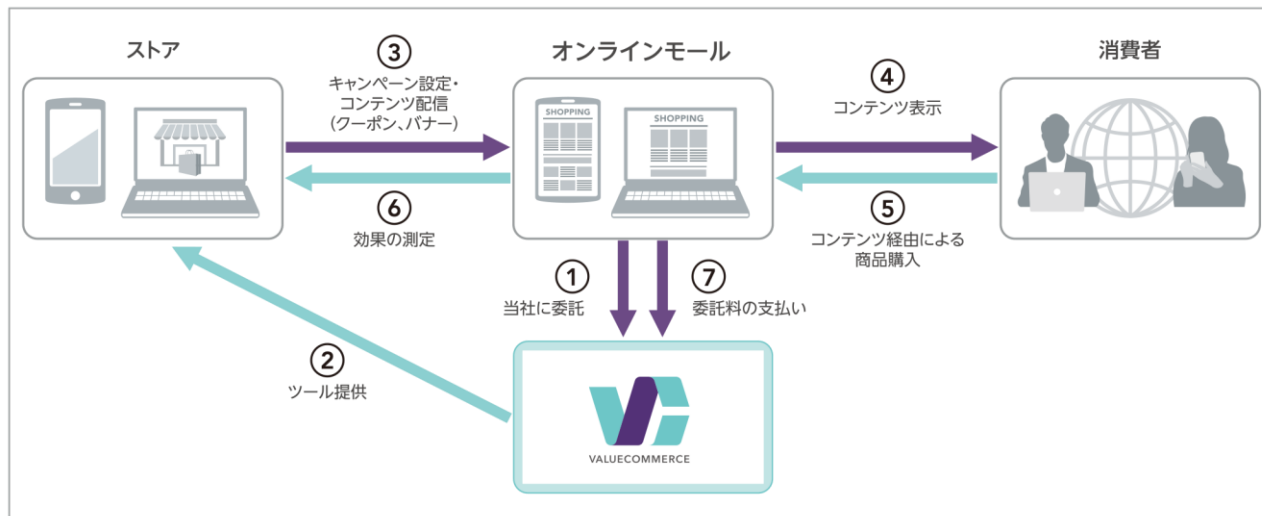 ストア
③
キャンペーン設定・
コンテンツ配信
(クーポン、バナー)
オンラインモール
④
コンテンツ表示
消費者
SHOPPING
SHOPPING
⑥
効果の測定
⑤
コンテンツ経由による
商品購入
①
当社に委託
⑦
委託料の支払い
②
ツール提供
VC
VALUECOMMERCE